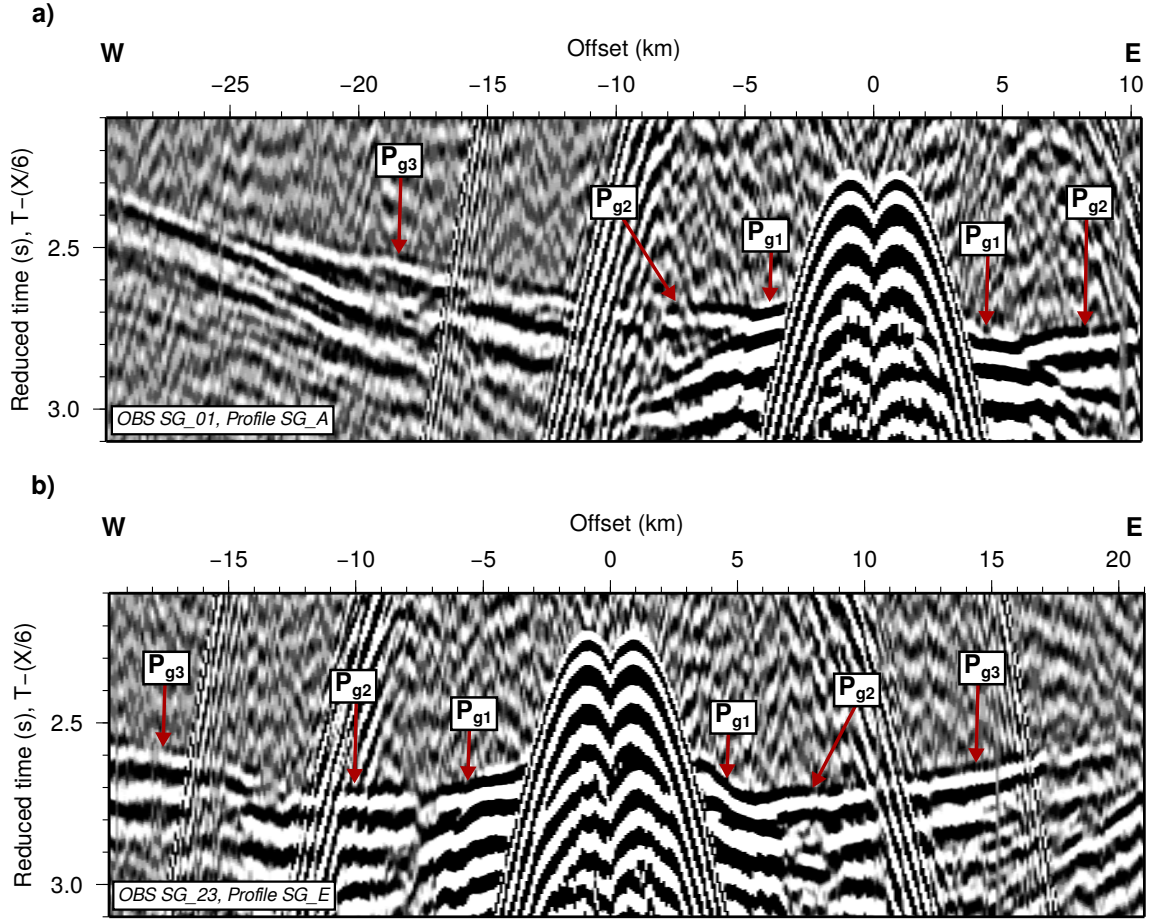 a)
W
Offset (km)
E
−25 −20 −15 −10 −5 0 5 10
Reduced time (s), T−(X/6)
2.5
3.0
Pg3
Pg2
Pg1
Pg1
Pg2
OBS SG_01, Profile SG_A
b)
W
Offset (km)
E
−15 −10 −5 0 5 10 15 20
Reduced time (s), T−(X/6)
2.5
3.0
Pg3
Pg2
Pg1
Pg1
Pg2
Pg3
OBS SG_23, Profile SG_E